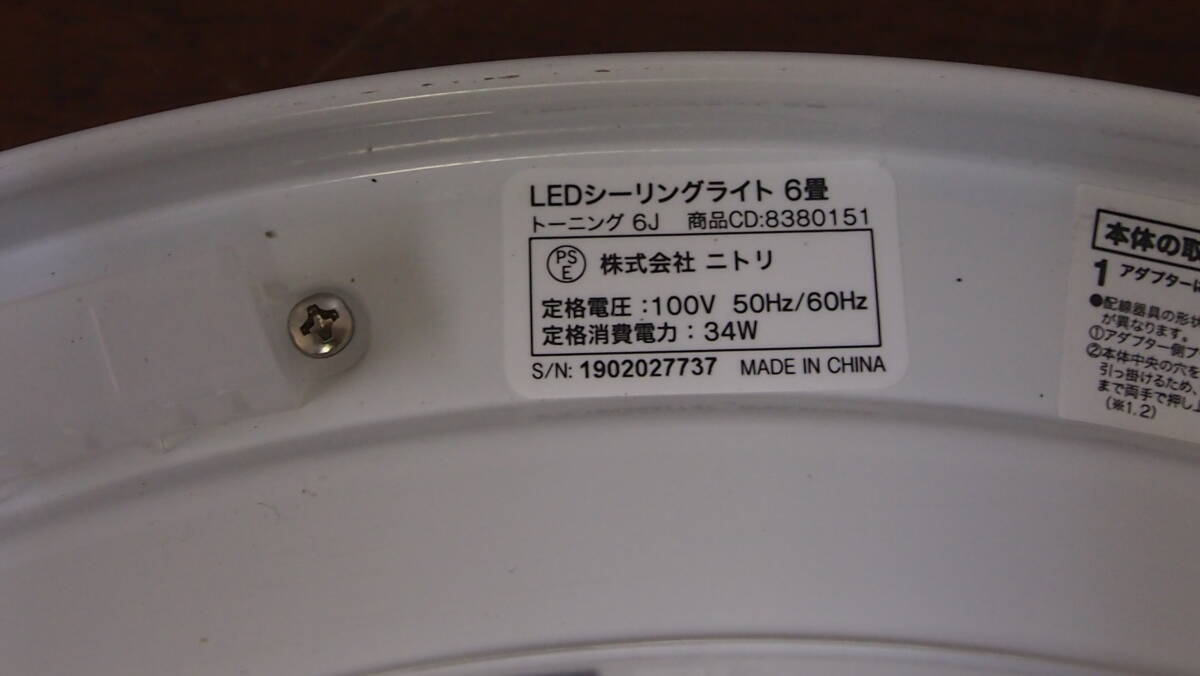 LEDシーリングライト 6畳
トーニング 6J 商品CD:8380151
PS
E
株式会社 ニトリ
定格電圧:100V 50Hz/60Hz
定格消費電力:34W
S/N: 1902027737 MADE IN CHINA
本体の取
1 アダプターに
●配線器具の形状
が異なります。
①アダプター側プ
②本体中央の穴を
引っ掛けるため、
まで両手で押し上
(※1,2)